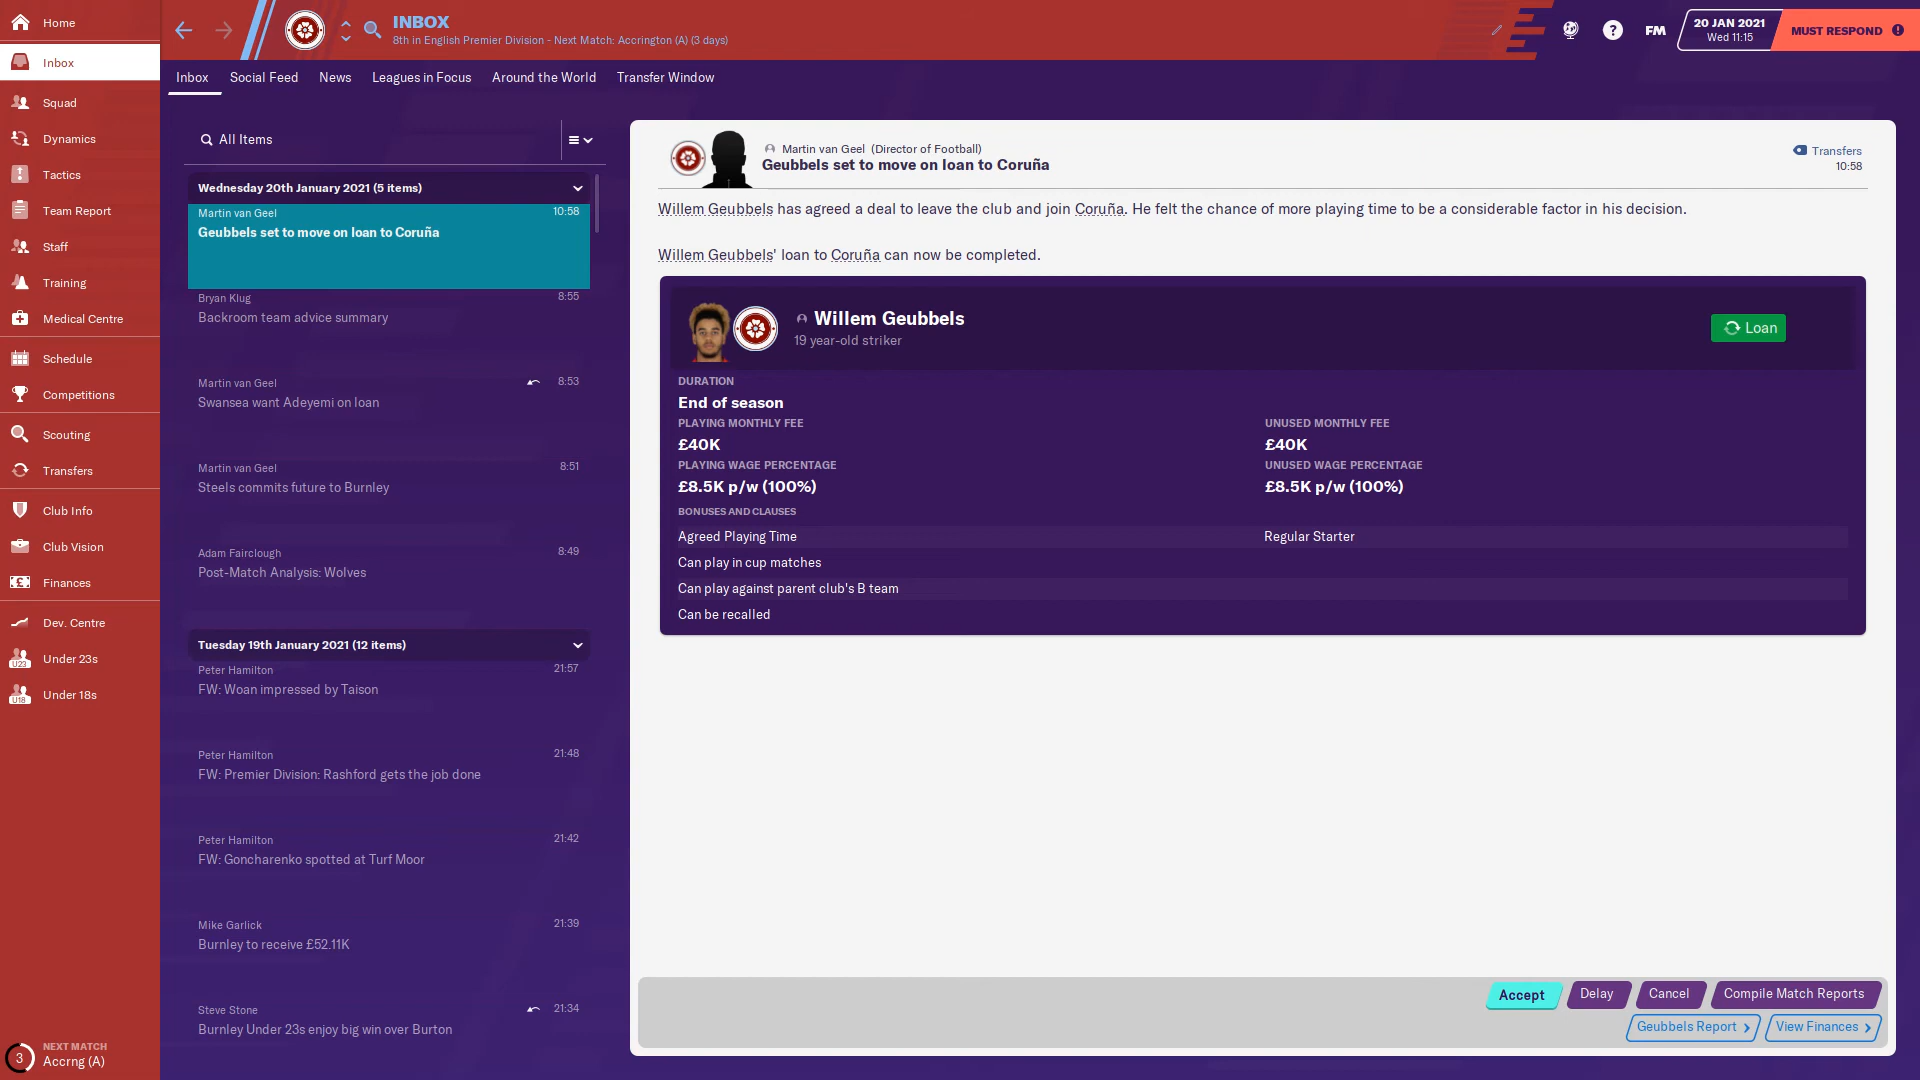 Home
Inbox
Squad
Dynamics
Tactics
Team Report
Staff
Training
Medical Centre
Schedule
Competitions
Scouting
Transfers
Club Info
Club Vision
Finances
Dev. Centre
U23
Under 23s
U18
Under 18s
3
NEXT MATCH
Accrng (A)
INBOX
8th in English Premier Division - Next Match: Accrington (A) (3 days)
?
FM
20 JAN 2021
Wed 11:15
MUST RESPOND
Inbox
Social Feed
News
Leagues in Focus
Around the World
Transfer Window
All Items
Wednesday 20th January 2021 (5 items)
Martin van Geel 10:58
Geubbels set to move on loan to Coruña
Bryan Klug 8:55
Backroom team advice summary
Martin van Geel 8:53
Swansea want Adeyemi on loan
Martin van Geel 8:51
Steels commits future to Burnley
Adam Fairclough 8:49
Post-Match Analysis: Wolves
Tuesday 19th January 2021 (12 items)
Peter Hamilton 21:57
FW: Woan impressed by Taison
Peter Hamilton 21:48
FW: Premier Division: Rashford gets the job done
Peter Hamilton 21:42
FW: Goncharenko spotted at Turf Moor
Mike Garlick 21:39
Burnley to receive £52.11K
Steve Stone 21:34
Burnley Under 23s enjoy big win over Burton
Martin van Geel (Director of Football)
Geubbels set to move on loan to Coruña
Transfers
10:58
Willem Geubbels has agreed a deal to leave the club and join Coruña. He felt the chance of more playing time to be a considerable factor in his decision.
Willem Geubbels' loan to Coruña can now be completed.
Willem Geubbels
19 year-old striker
Loan
DURATION
End of season
PLAYING MONTHLY FEE UNUSED MONTHLY FEE
£40K £40K
PLAYING WAGE PERCENTAGE UNUSED WAGE PERCENTAGE
£8.5K p/w (100%) £8.5K p/w (100%)
BONUSES AND CLAUSES
Agreed Playing Time Regular Starter
Can play in cup matches
Can play against parent club's B team
Can be recalled
Accept
Delay
Cancel
Compile Match Reports
Geubbels Report
View Finances